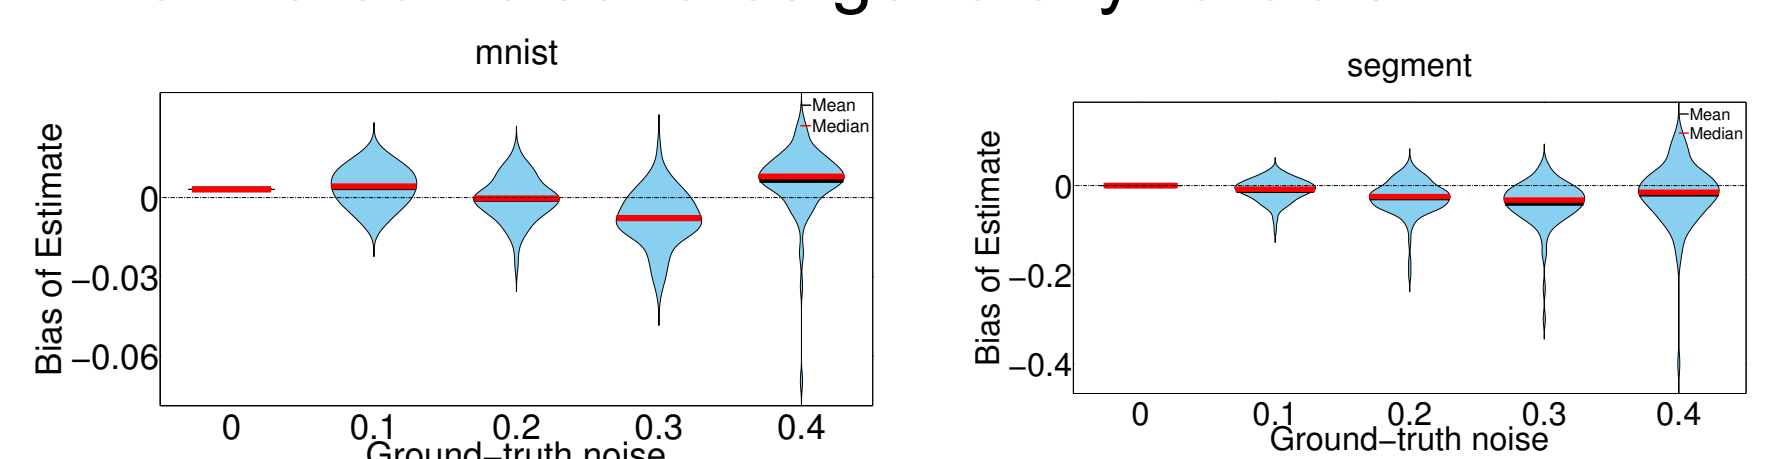 mnist
Mean
Median
Bias of Estimate
0
−0.03
−0.06
0 0.1 0.2 0.3 0.4
Ground−truth noise
segment
Mean
Median
Bias of Estimate
0
−0.2
−0.4
0 0.1 0.2 0.3 0.4
Ground−truth noise